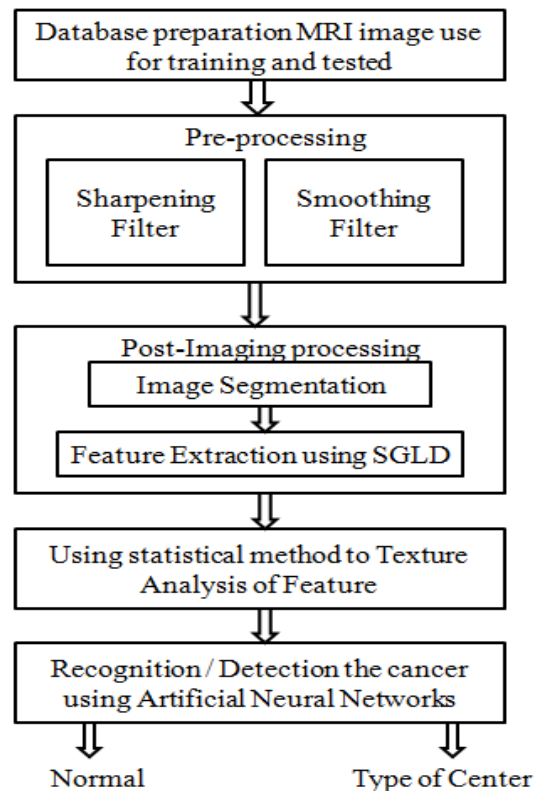 Database preparation MRI image use
for training and tested
Pre-processing
Sharpening
Filter
Smoothing
Filter
Post-Imaging processing
Image Segmentation
Feature Extraction using SGLD
Using statistical method to Texture
Analysis of Feature
Recognition / Detection the cancer
using Artificial Neural Networks
Normal
Type of Center